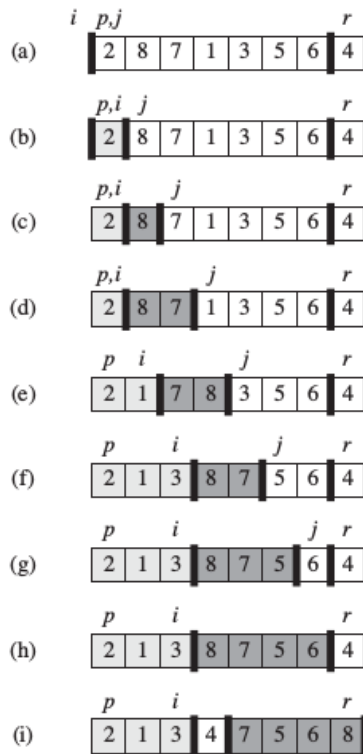 i p,j r
(a) 2 8 7 1 3 5 6 4
p,i j r
(b) 2 8 7 1 3 5 6 4
p,i j r
(c) 2 8 7 1 3 5 6 4
p,i j r
(d) 2 8 7 1 3 5 6 4
p i j r
(e) 2 1 7 8 3 5 6 4
p i j r
(f) 2 1 3 8 7 5 6 4
p i j r
(g) 2 1 3 8 7 5 6 4
p i r
(h) 2 1 3 8 7 5 6 4
p i r
(i) 2 1 3 4 7 5 6 8